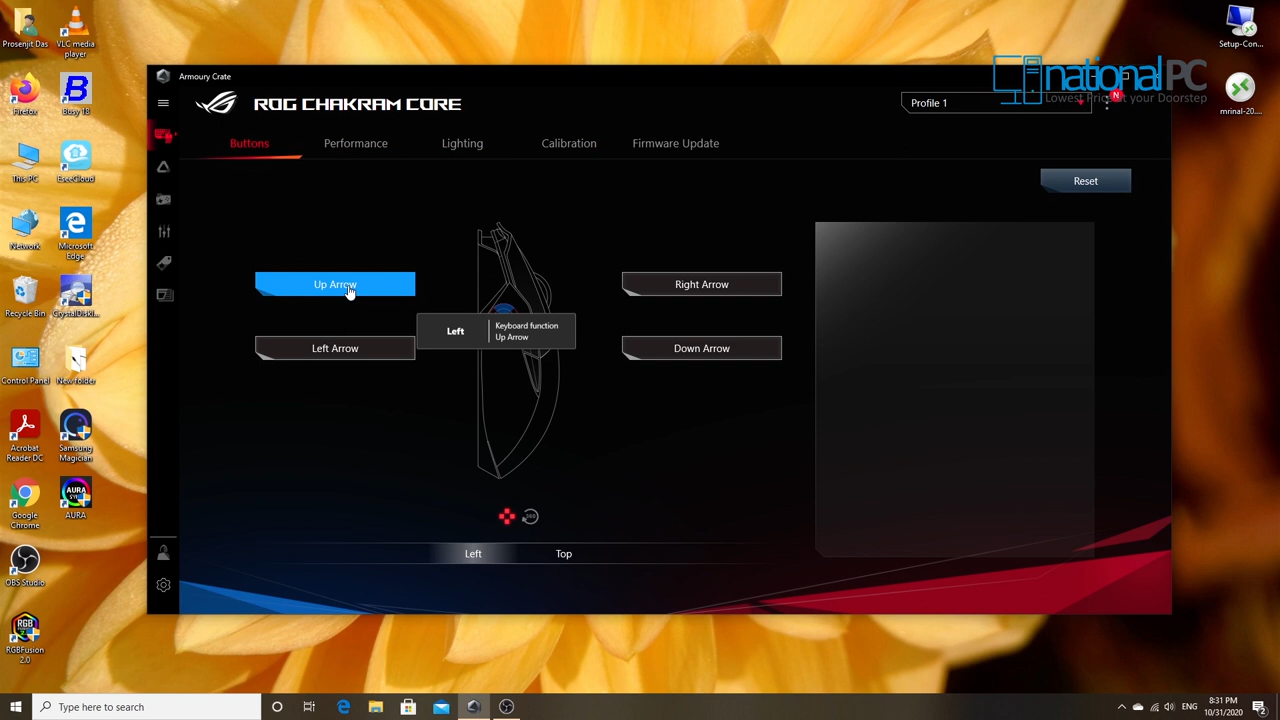 Prosenjit Das
VLC media
player
Firefox
Busy 18
This PC
EseeCloud
Network
Microsoft
Edge
Recycle Bin
CrystalDiskI...
Control Panel
New folder
Acrobat
Reader DC
Samsung
Magician
Google
Chrome
AURA
OBS Studio
RGBFusion
2.0
Setup-Con...
mrinal-20....
nationalPC
Lowest Price at your Doorstep
Armoury Crate
ROG CHAKRAM CORE
Profile 1
N
Buttons
Performance
Lighting
Calibration
Firmware Update
Reset
Up Arrow
Right Arrow
Left
Keyboard function
Up Arrow
Left Arrow
Down Arrow
360
Left
Top
Type here to search
ENG
8:31 PM
10/31/2020
2